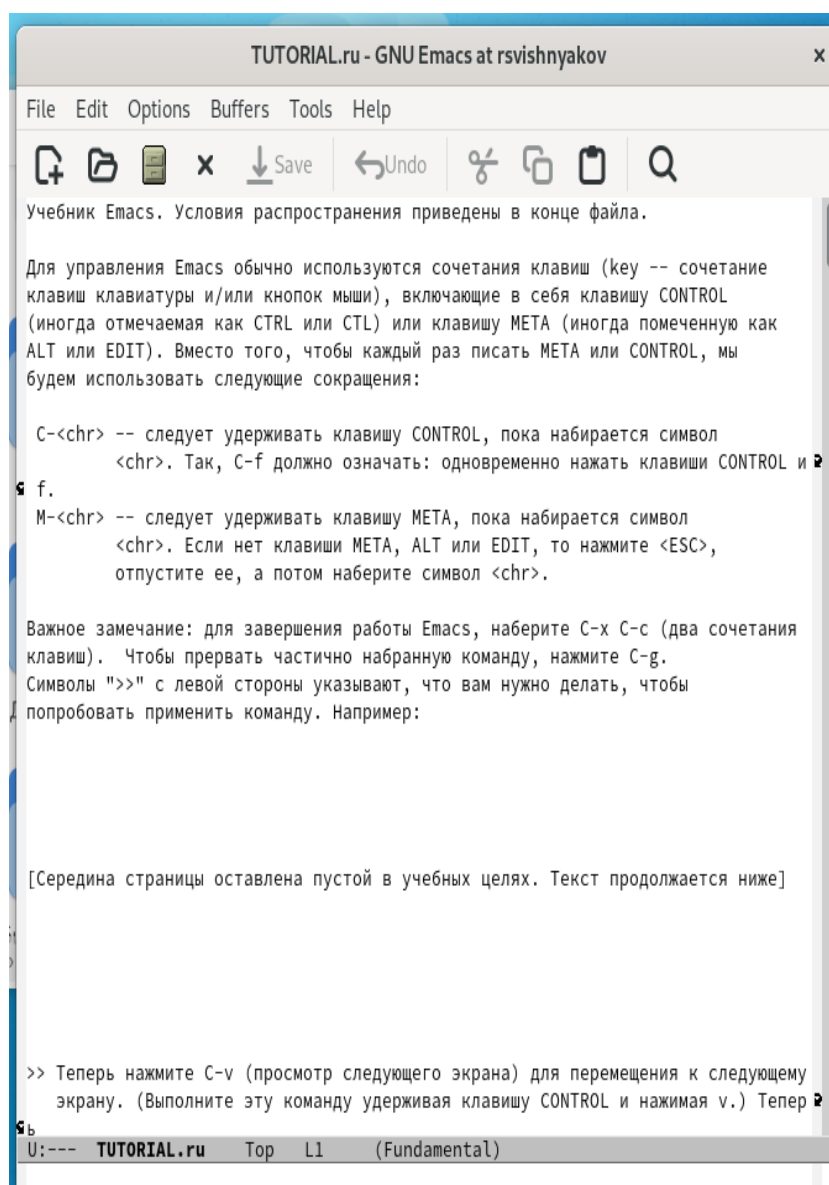 TUTORIAL.ru - GNU Emacs at rsvishnyakov
File Edit Options Buffers Tools Help
Save Undo
Учебник Emacs. Условия распространения приведены в конце файла.
Для управления Emacs обычно используются сочетания клавиш (key -- сочетание
клавиш клавиатуры и/или кнопок мыши), включающие в себя клавишу CONTROL
(иногда отмечаемая как CTRL или CTL) или клавишу META (иногда помеченную как
ALT или EDIT). Вместо того, чтобы каждый раз писать META или CONTROL, мы
будем использовать следующие сокращения:
C-<chr> -- следует удерживать клавишу CONTROL, пока набирается символ
<chr>. Так, C-f должно означать: одновременно нажать клавиши CONTROL и
f.
M-<chr> -- следует удерживать клавишу META, пока набирается символ
<chr>. Если нет клавиши META, ALT или EDIT, то нажмите <ESC>,
отпустите ее, а потом наберите символ <chr>.
Важное замечание: для завершения работы Emacs, наберите C-x C-c (два сочетания
клавиш).  Чтобы прервать частично набранную команду, нажмите C-g.
Символы ">>" с левой стороны указывают, что вам нужно делать, чтобы
попробовать применить команду. Например:
[Середина страницы оставлена пустой в учебных целях. Текст продолжается ниже]
>> Теперь нажмите C-v (просмотр следующего экрана) для перемещения к следующему
экрану. (Выполните эту команду удерживая клавишу CONTROL и нажимая v.) Тепер
ь
U:--- TUTORIAL.ru Top L1 (Fundamental)